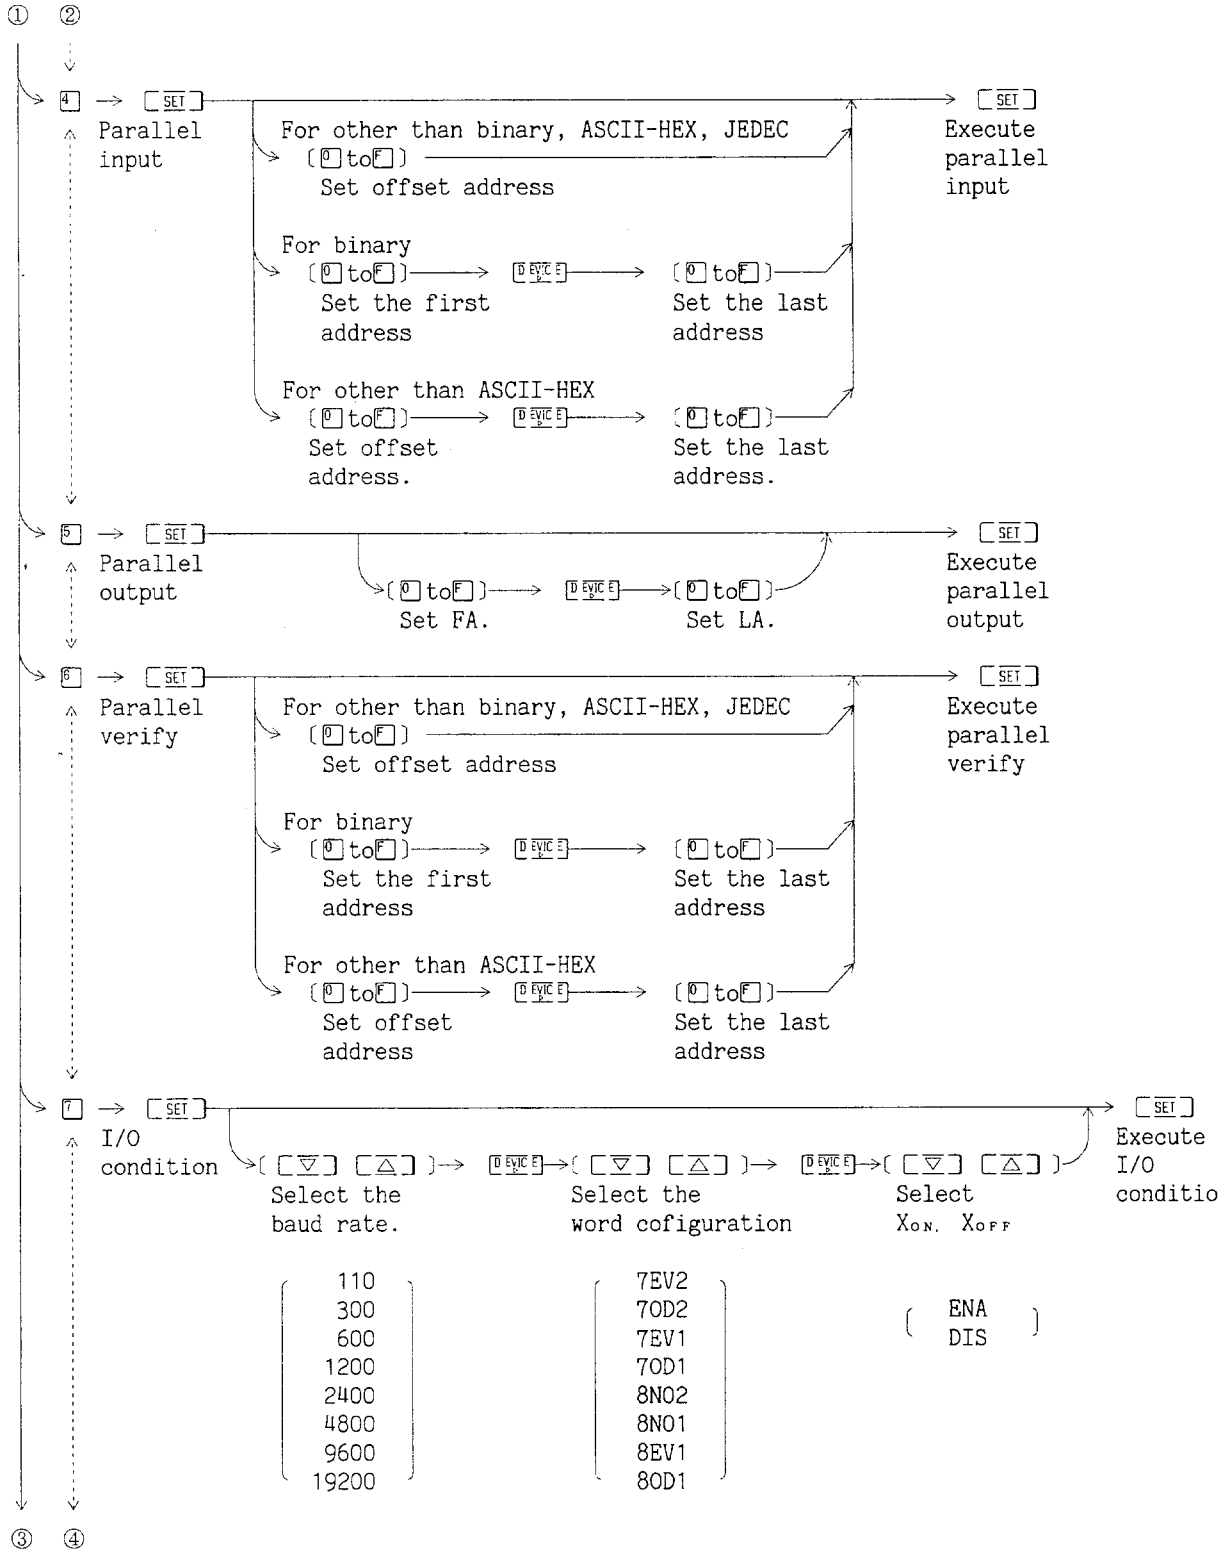 ① ②
4 → SET → SET
Parallel input
For other than binary, ASCII-HEX, JEDEC
(0 to F)
Set offset address
Execute parallel input
For binary
(0 to F) → DEVICE → (0 to F)
Set the first address
Set the last address
For other than ASCII-HEX
(0 to F) → DEVICE → (0 to F)
Set offset address.
Set the last address.
5 → SET → SET
Parallel output
(0 to F) → DEVICE → (0 to F)
Set FA.
Set LA.
Execute parallel output
6 → SET → SET
Parallel verify
For other than binary, ASCII-HEX, JEDEC
(0 to F)
Set offset address
Execute parallel verify
For binary
(0 to F) → DEVICE → (0 to F)
Set the first address
Set the last address
For other than ASCII-HEX
(0 to F) → DEVICE → (0 to F)
Set offset address
Set the last address
7 → SET → SET
I/O condition
(▽ △) → DEVICE → (▽ △) → DEVICE → (▽ △)
Select the baud rate.
Select the word cofiguration
Select XON. XOFF
Execute I/O conditio
110
300
600
1200
2400
4800
9600
19200
7EV2
7OD2
7EV1
7OD1
8NO2
8NO1
8EV1
8OD1
ENA
DIS
③ ④